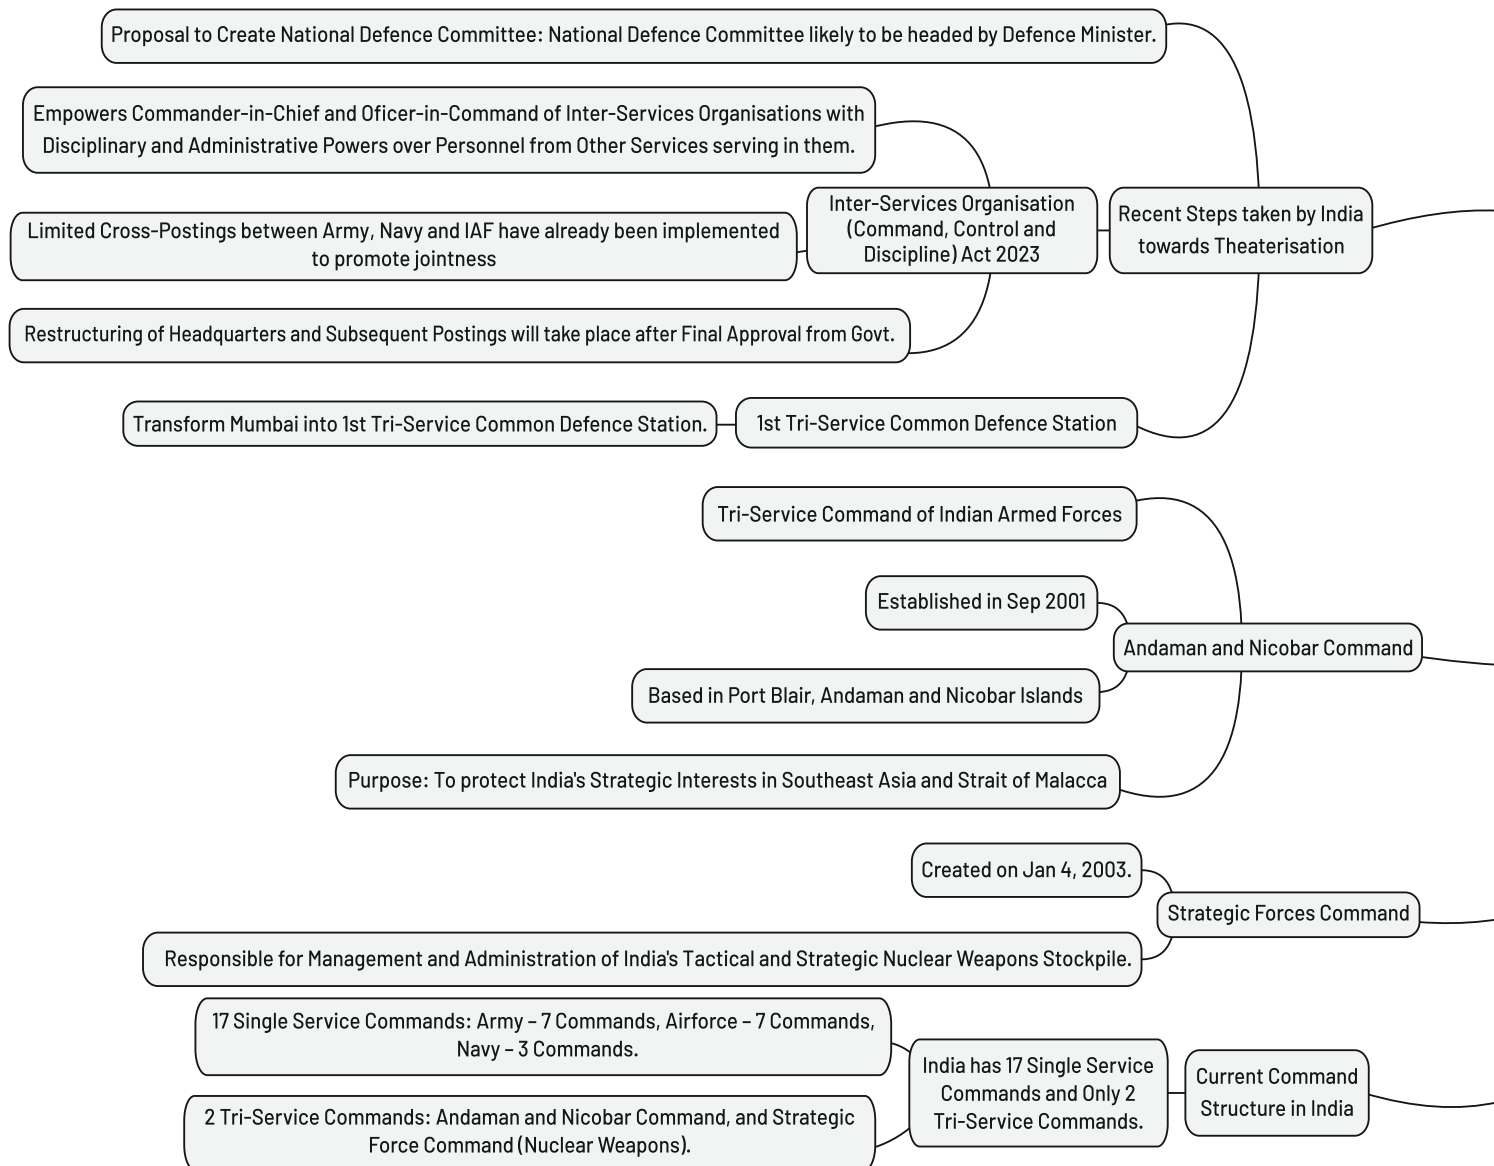 Proposal to Create National Defence Committee: National Defence Committee likely to be headed by Defence Minister.
Empowers Commander-in-Chief and Oficer-in-Command of Inter-Services Organisations with
Disciplinary and Administrative Powers over Personnel from Other Services serving in them.
Limited Cross-Postings between Army, Navy and IAF have already been implemented
to promote jointness
Inter-Services Organisation
(Command, Control and
Discipline) Act 2023
Recent Steps taken by India
towards Theaterisation
Restructuring of Headquarters and Subsequent Postings will take place after Final Approval from Govt.
Transform Mumbai into 1st Tri-Service Common Defence Station.
1st Tri-Service Common Defence Station
Tri-Service Command of Indian Armed Forces
Established in Sep 2001
Andaman and Nicobar Command
Based in Port Blair, Andaman and Nicobar Islands
Purpose: To protect India's Strategic Interests in Southeast Asia and Strait of Malacca
Created on Jan 4, 2003.
Strategic Forces Command
Responsible for Management and Administration of India's Tactical and Strategic Nuclear Weapons Stockpile.
17 Single Service Commands: Army – 7 Commands, Airforce – 7 Commands,
Navy – 3 Commands.
India has 17 Single Service
Commands and Only 2
Tri-Service Commands.
Current Command
Structure in India
2 Tri-Service Commands: Andaman and Nicobar Command, and Strategic
Force Command (Nuclear Weapons).